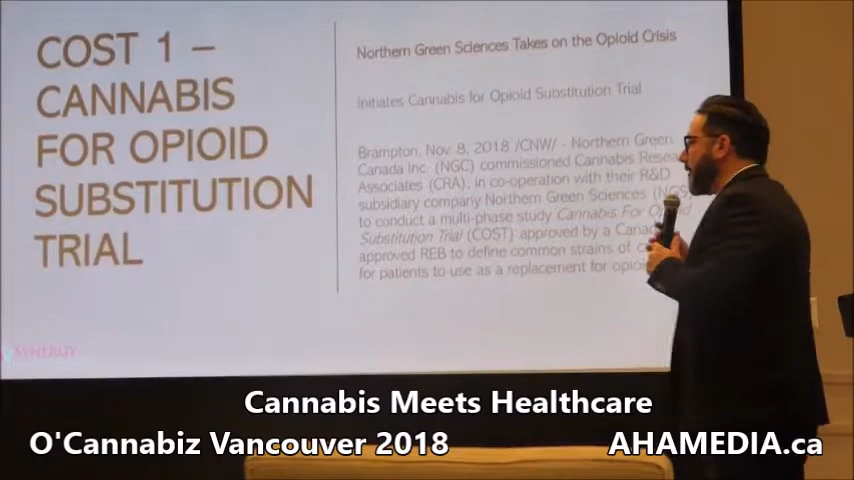 COST 1 –
CANNABIS
FOR OPIOID
SUBSTITUTION
TRIAL
Northern Green Sciences Takes on the Opioid Crisis
Initiates Cannabis for Opioid Substitution Trial
Brampton, Nov 8, 2018 /CNW/ - Northern Green
Canada Inc. (NGC) commissioned Cannabis
Associates (CRA), in co-operation with their R&D
subsidiary company Northern Green Sciences
to conduct a multi-phase study Cannabis For
Substitution Trial (COST) approved by a
approved REB to define common strains of
for patients to use as a replacement for
SYNERGY
Cannabis Meets Healthcare
O'Cannabiz Vancouver 2018
AHAMEDIA.ca